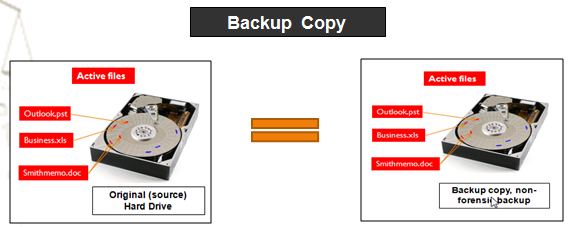 Backup Copy
Active files
Outlook.pst
Business.xls
Smithmemo.doc
Original (source)
Hard Drive
Active files
Outlook.pst
Business.xls
Smithmemo.doc
Backup copy, non-
forensic backup